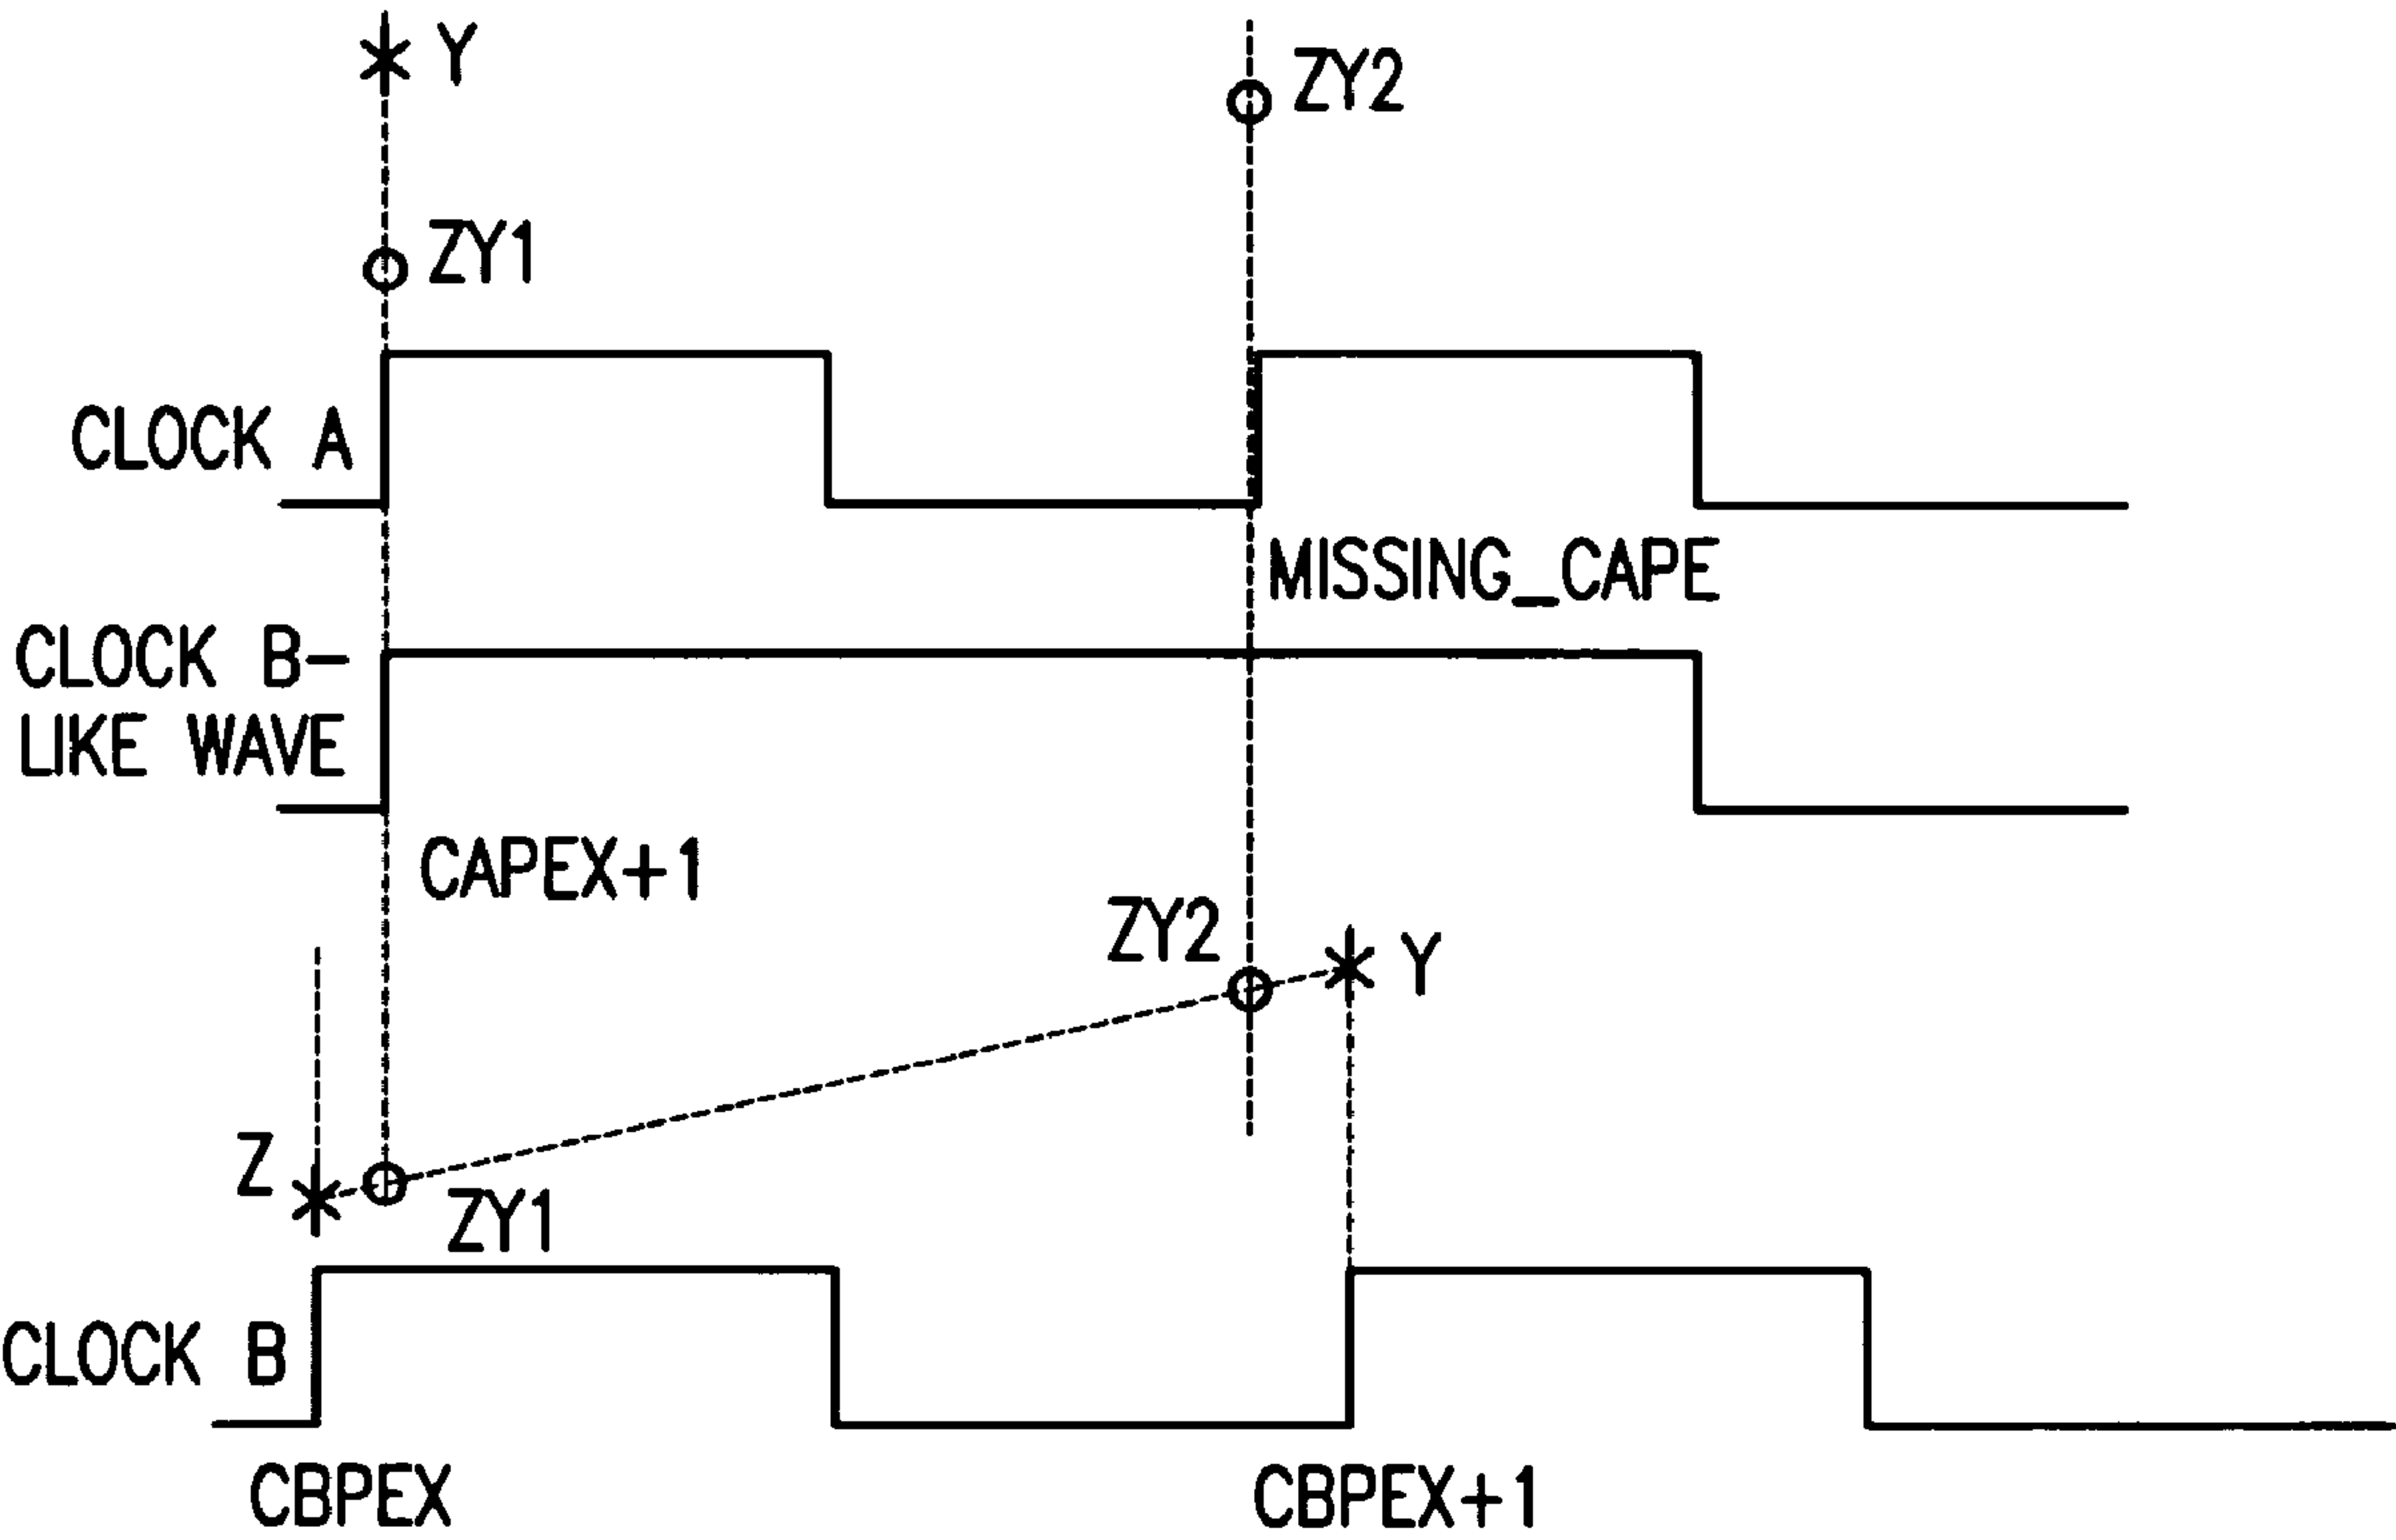 Y
ZY2
ZY1
CLOCK A
MISSING_CAPE
CLOCK B-
LIKE WAVE
CAPEX+1
ZY2
Y
Z
ZY1
CLOCK B
CBPEX
CBPEX+1